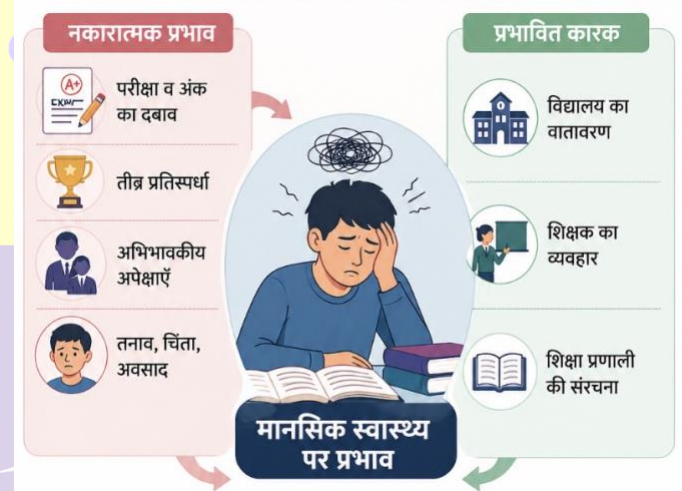 नकारात्मक प्रभाव
A+
परीक्षा व अंक
का दबाव
तीव्र प्रतिस्पर्धा
अभिभावकीय
अपेक्षाएँ
तनाव, चिंता,
अवसाद
प्रभावित कारक
विद्यालय का
वातावरण
शिक्षक का
व्यवहार
शिक्षा प्रणाली
की संरचना
मानसिक स्वास्थ्य
पर प्रभाव